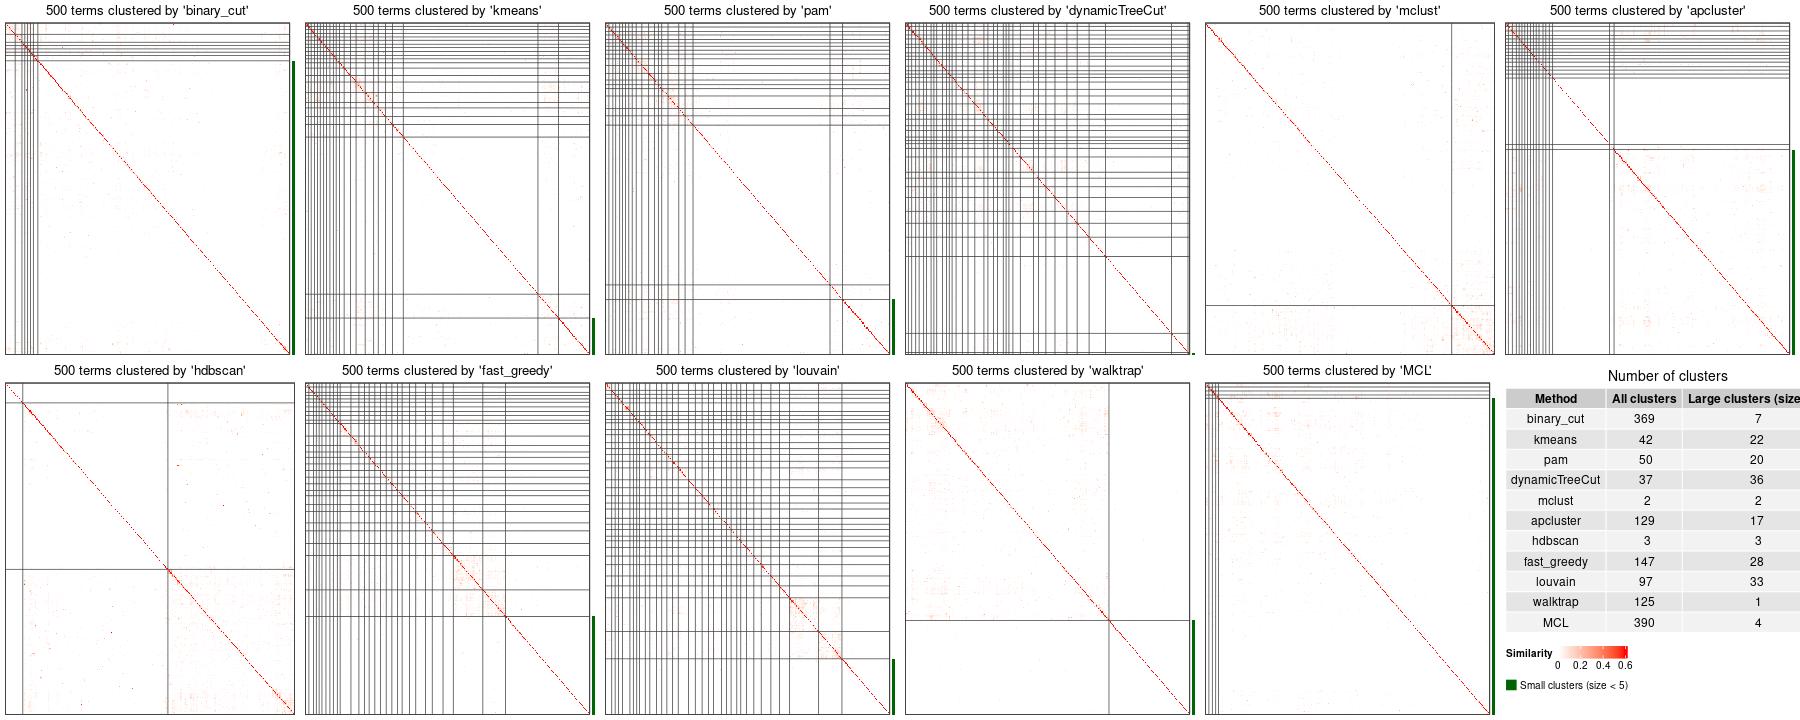 500 terms clustered by 'binary_cut'
500 terms clustered by 'kmeans'
500 terms clustered by 'pam'
500 terms clustered by 'dynamicTreeCut'
500 terms clustered by 'mclust'
500 terms clustered by 'apcluster'
500 terms clustered by 'hdbscan'
500 terms clustered by 'fast_greedy'
500 terms clustered by 'louvain'
500 terms clustered by 'walktrap'
500 terms clustered by 'MCL'
Number of clusters
Method All clusters Large clusters (size
binary_cut 369 7
kmeans 42 22
pam 50 20
dynamicTreeCut 37 36
mclust 2 2
apcluster 129 17
hdbscan 3 3
fast_greedy 147 28
louvain 97 33
walktrap 125 1
MCL 390 4
Similarity
0 0.2 0.4 0.6
Small clusters (size < 5)